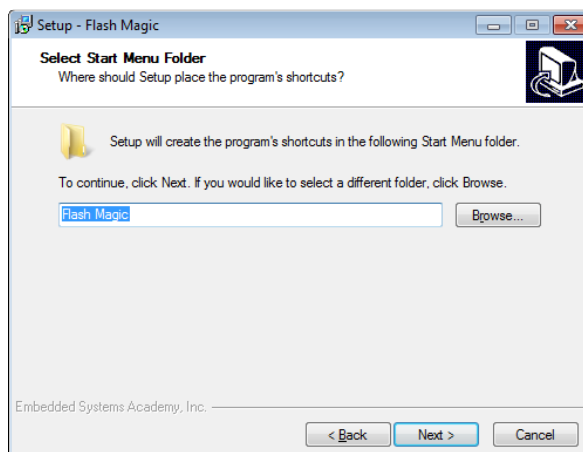 Setup - Flash Magic
Select Start Menu Folder
Where should Setup place the program's shortcuts?
Setup will create the program's shortcuts in the following Start Menu folder.
To continue, click Next. If you would like to select a different folder, click Browse.
Flash Magic
Browse...
Embedded Systems Academy, Inc.
< Back
Next >
Cancel